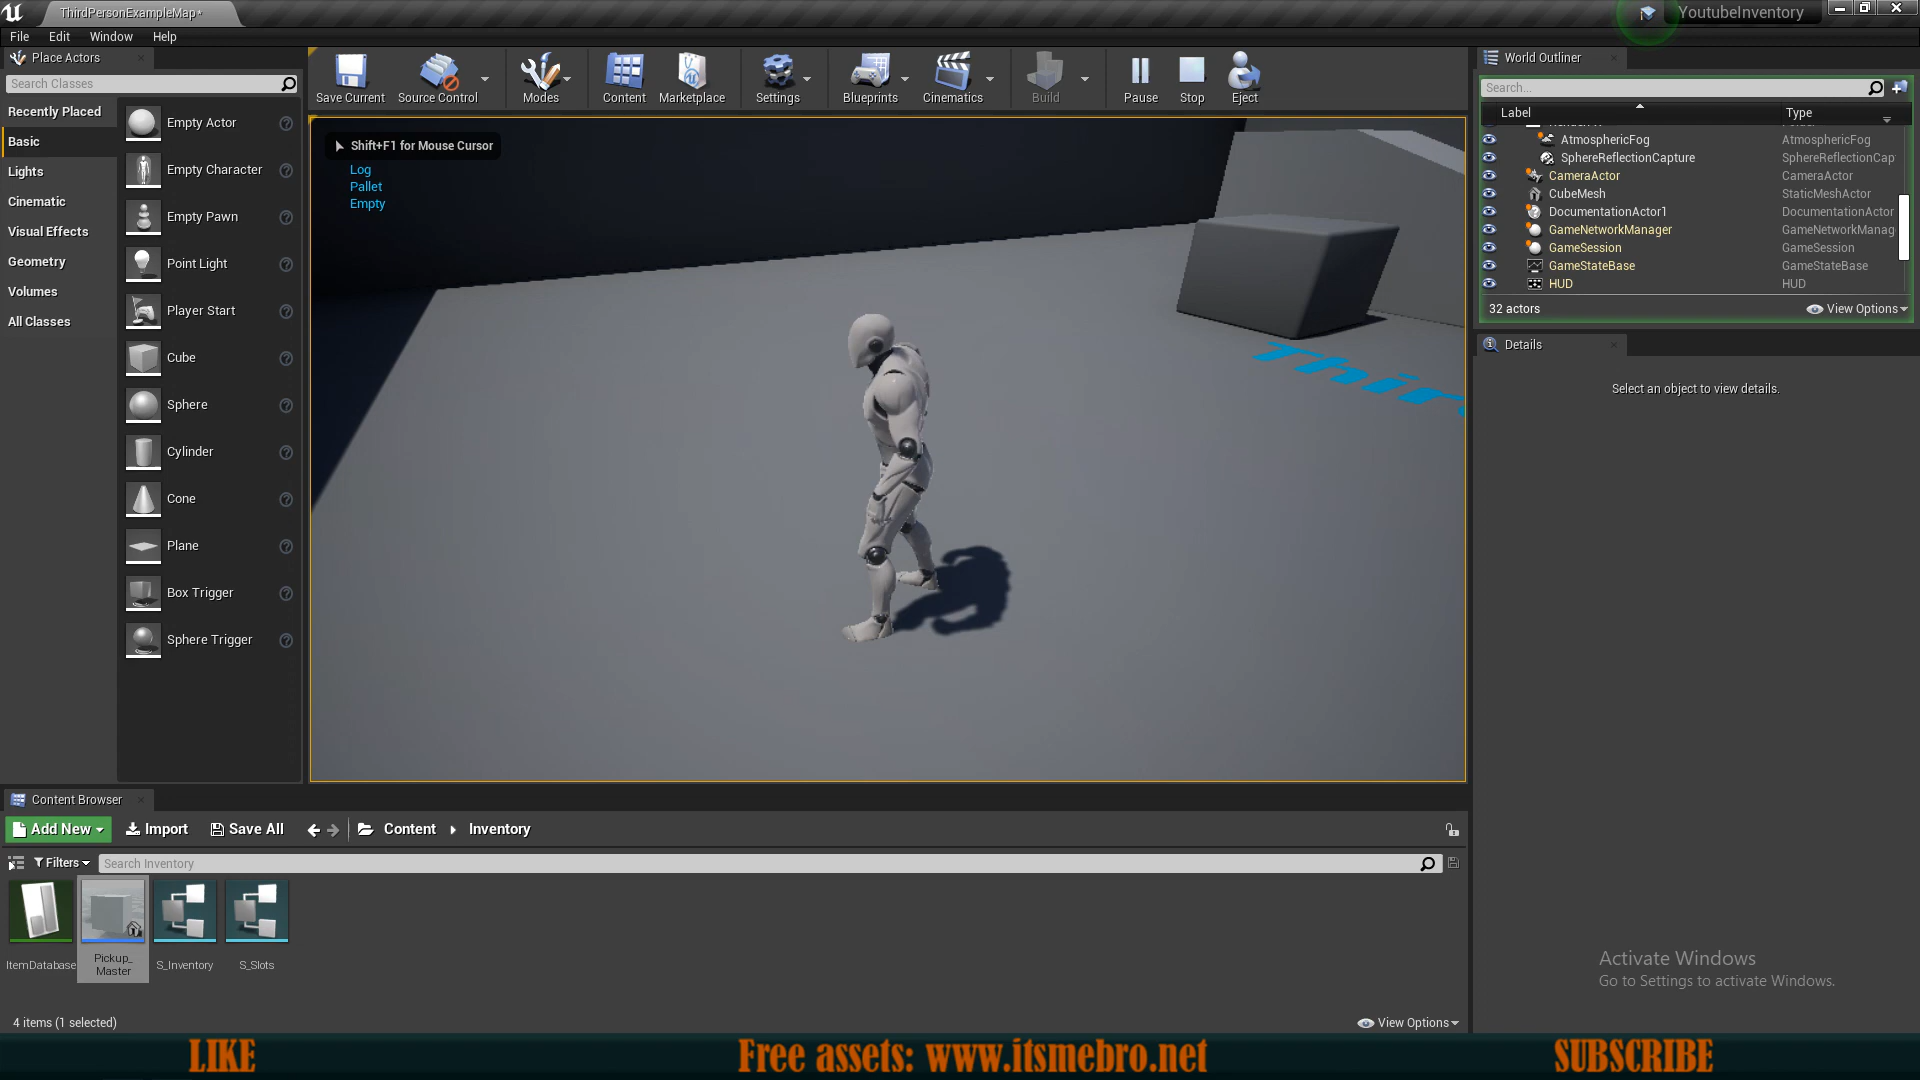 ThirdPersonExampleMap*
YoutubeInventory
File Edit Window Help
Place Actors
Search Classes
Recently Placed
Basic
Lights
Cinematic
Visual Effects
Geometry
Volumes
All Classes
Empty Actor
Empty Character
Empty Pawn
Point Light
Player Start
Cube
Sphere
Cylinder
Cone
Plane
Box Trigger
Sphere Trigger
Save Current Source Control Modes Content Marketplace Settings Blueprints Cinematics Build Pause Stop Eject
Shift+F1 for Mouse Cursor
Log
Pallet
Empty
Thir
World Outliner
Search...
Label Type
AtmosphericFog AtmosphericFog
SphereReflectionCapture SphereReflectionCap
CameraActor CameraActor
CubeMesh StaticMeshActor
DocumentationActor1 DocumentationActor
GameNetworkManager GameNetworkManag
GameSession GameSession
GameStateBase GameStateBase
HUD HUD
32 actors View Options
Details
Select an object to view details.
Content Browser
Add New Import Save All Content Inventory
Filters Search Inventory
ItemDatabase
Pickup_
Master
S_Inventory
S_Slots
4 items (1 selected) View Options
Activate Windows
Go to Settings to activate Windows.
LIKE Free assets: www.itsmebro.net SUBSCRIBE